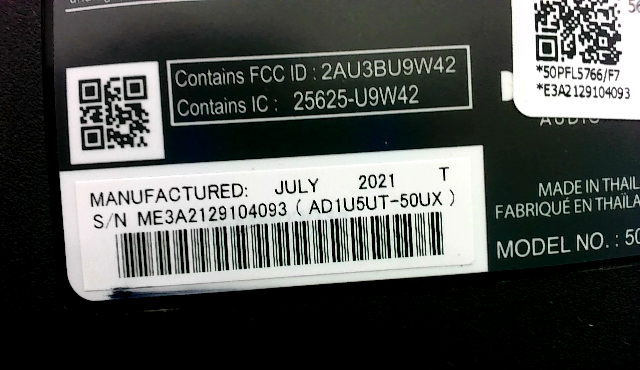 Contains FCC ID : 2AU3BU9W42
Contains IC : 25625-U9W42
*50PFL5766/F7
*E3A2129104093
AUDIO
MANUFACTURED: JULY 2021 T
S/N ME3A2129104093 ( AD1U5UT-50UX )
MADE IN THAIL
FABRIQUÉ EN THAÏLA
MODEL NO. : 50